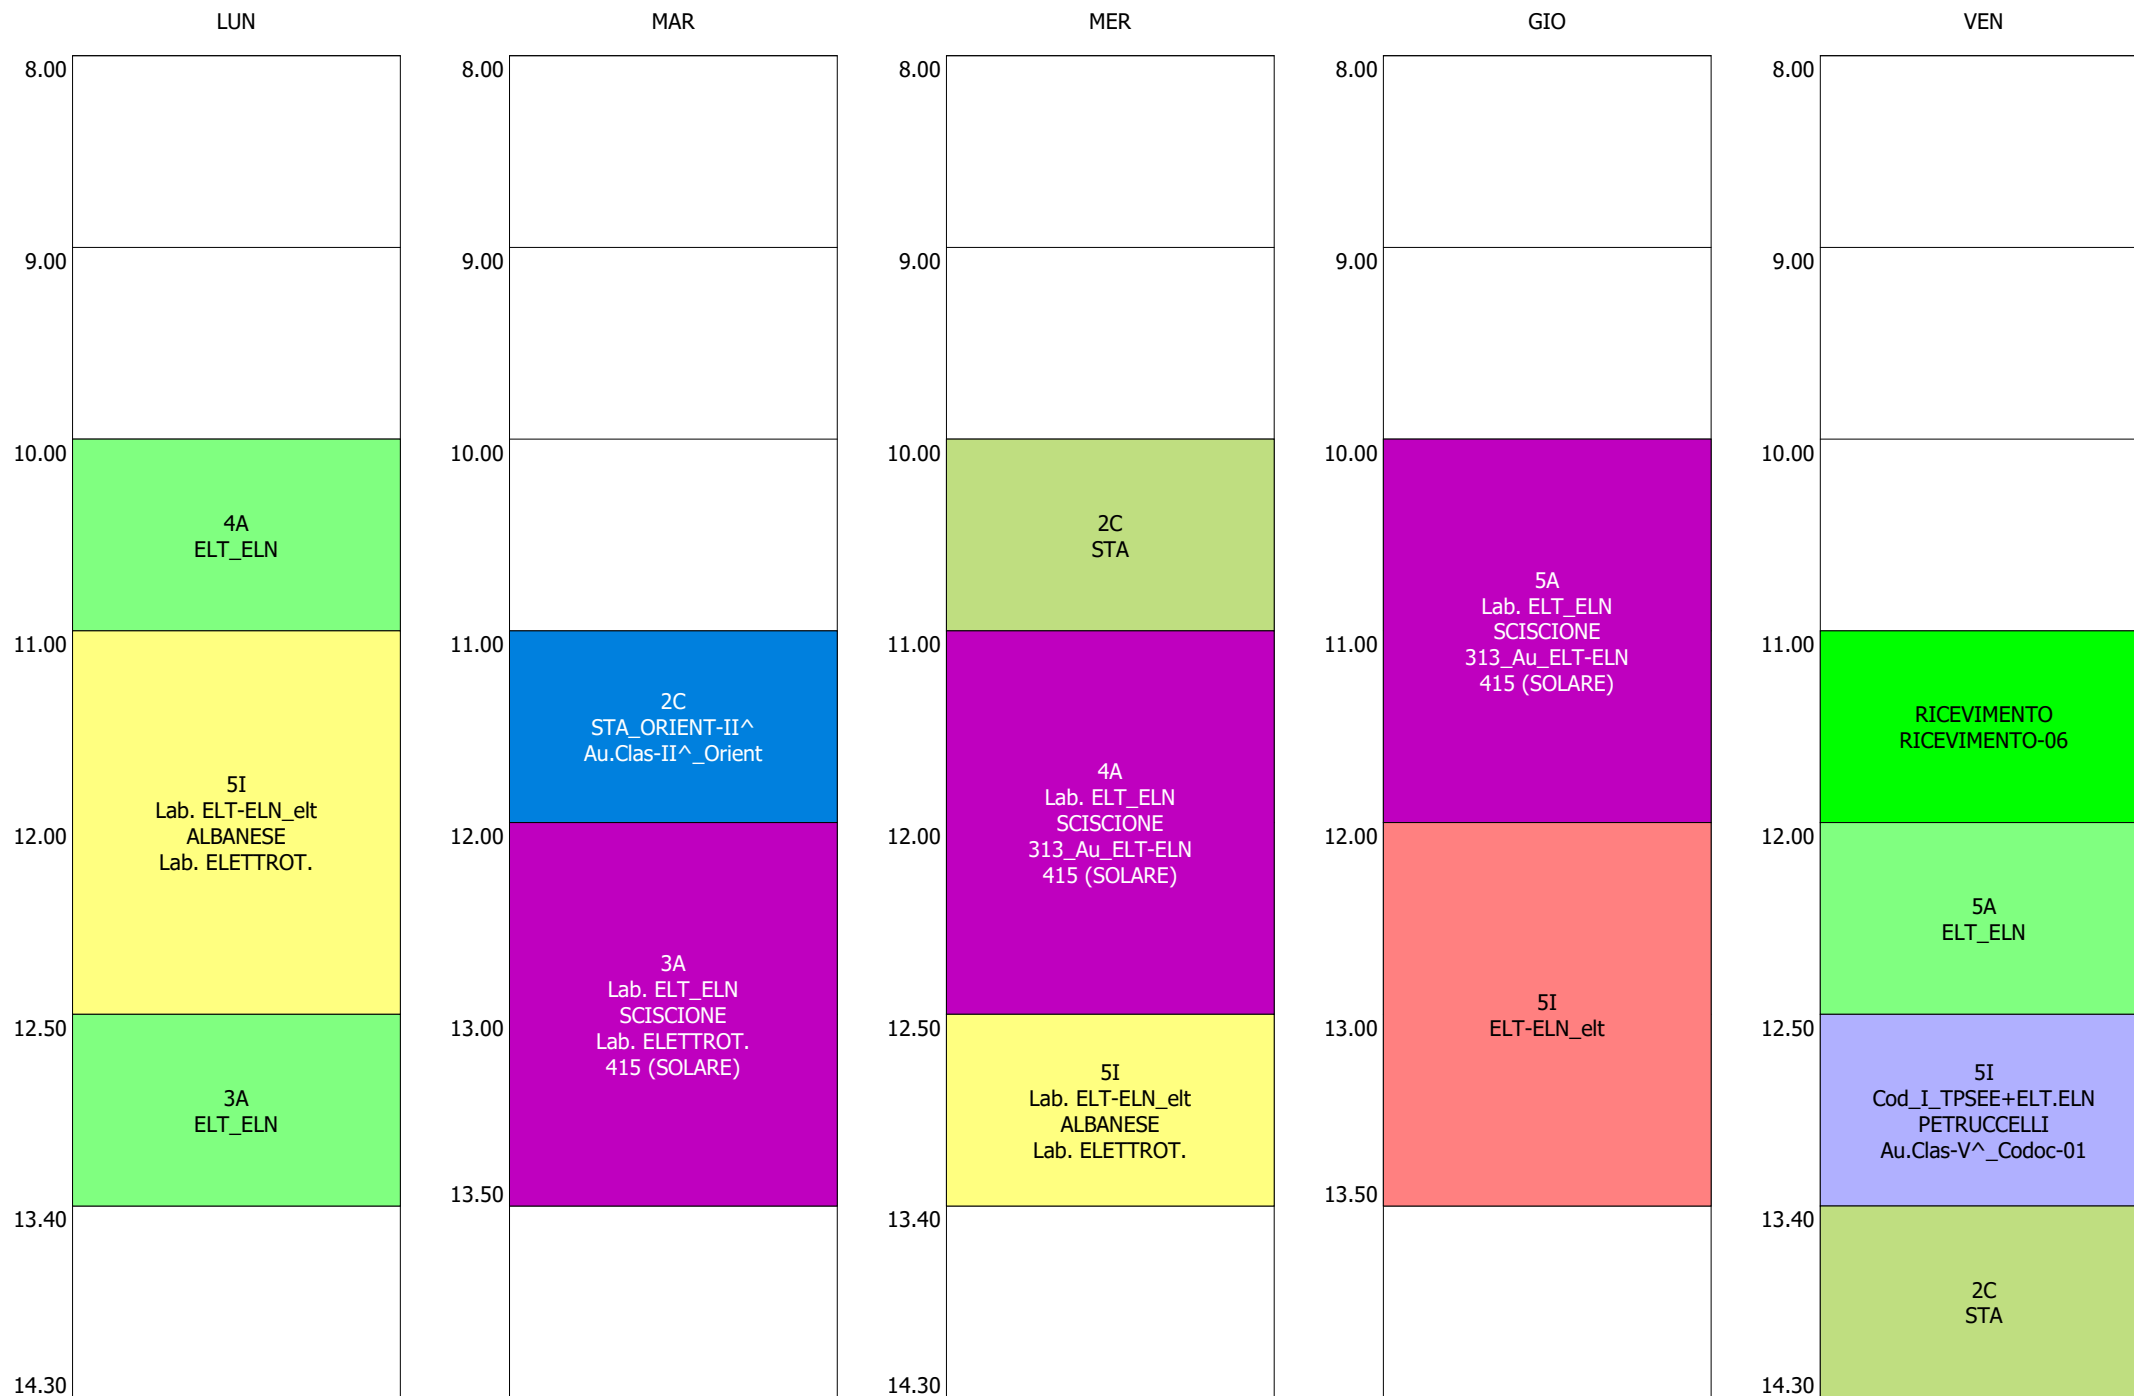 LUN
MAR
MER
GIO
VEN
8.00
9.00
10.00
4A
ELT_ELN
11.00
5I
Lab. ELT-ELN_elt
ALBANESE
Lab. ELETTROT.
12.00
12.50
3A
ELT_ELN
13.40
14.30
8.00
9.00
10.00
11.00
2C
STA_ORIENT-II^
Au.Clas-II^_Orient
12.00
3A
Lab. ELT_ELN
SCISCIONE
Lab. ELETTROT.
415 (SOLARE)
13.00
13.50
8.00
9.00
10.00
2C
STA
11.00
4A
Lab. ELT_ELN
SCISCIONE
313_Au_ELT-ELN
415 (SOLARE)
12.00
12.50
5I
Lab. ELT-ELN_elt
ALBANESE
Lab. ELETTROT.
13.40
14.30
8.00
9.00
10.00
5A
Lab. ELT_ELN
SCISCIONE
313_Au_ELT-ELN
415 (SOLARE)
11.00
12.00
5I
ELT-ELN_elt
13.00
13.50
8.00
9.00
10.00
11.00
RICEVIMENTO
RICEVIMENTO-06
12.00
5A
ELT_ELN
12.50
5I
Cod_I_TPSEE+ELT.ELN
PETRUCCELLI
Au.Clas-V^_Codoc-01
13.40
2C
STA
14.30